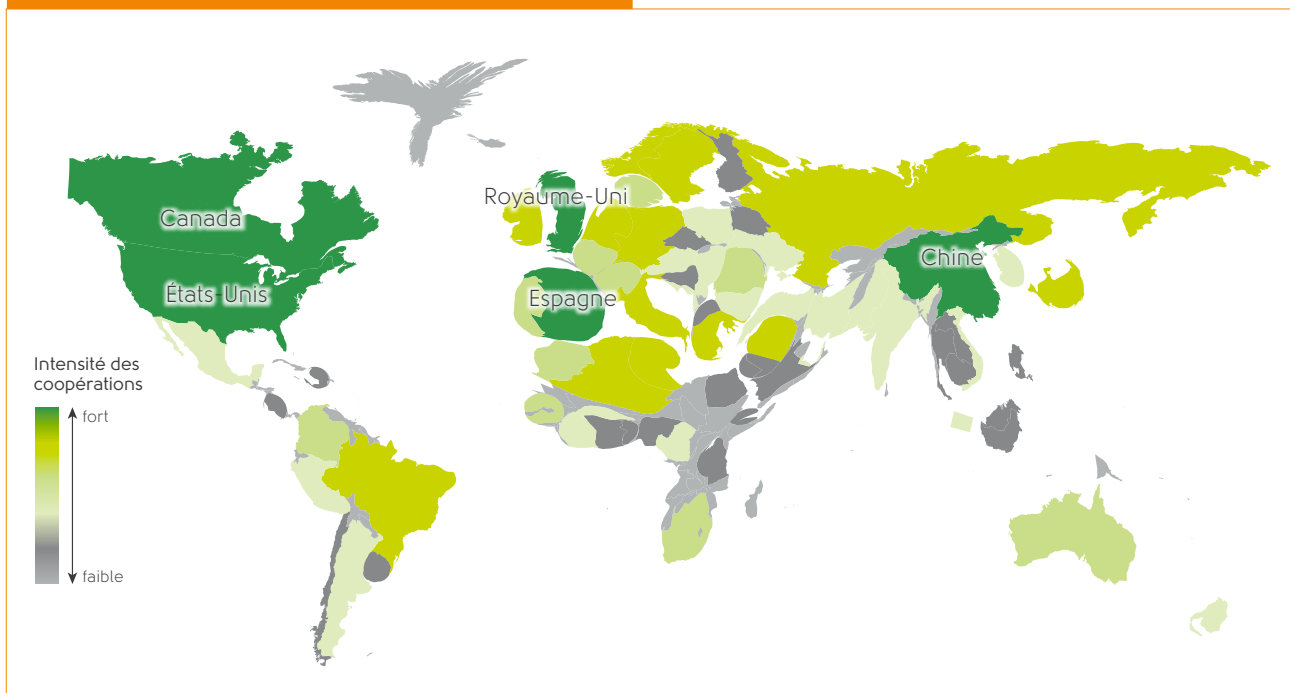 Canada
États-Unis
Royaume-Uni
Espagne
Chine
Intensité des
coopérations
fort
faible